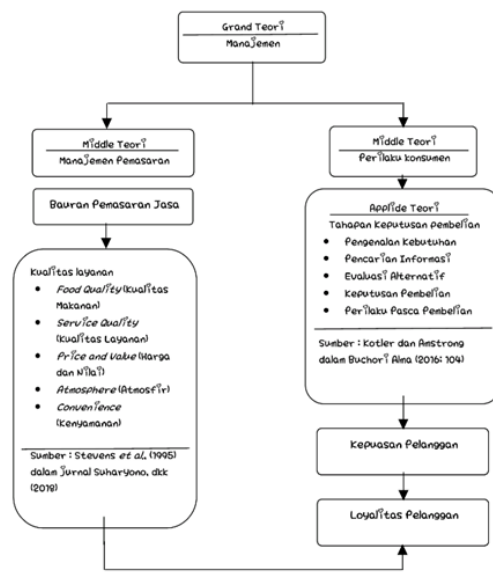 Grand Teori
Manajemen
Middle Teori
Manajemen Pemasaran
Bauran Pemasaran Jasa
Kualitas layanan
• Food Quality (Kualitas
Makanan)
• Service Quality
(Kualitas Layanan)
• Price and Value (Harga
dan Nilai)
• Atmosphere (Atmosfir)
• Convenience
(Kenyamanan)
Sumber : Stevens et al, (1995)
dalam jurnal Suharyono, dkk
(2018)
Middle Teori
Perilaku konsumen
Applide Teori
Tahapan Keputusan pembelian
• Pengenalan Kebutuhan
• Pencarian Informasi
• Evaluasi Alternatif
• Keputusan Pembelian
• Perilaku Pasca Pembelian
Sumber : Kotler dan Amstrong
dalam Buchori Alma (2016: 104)
Kepuasan Pelanggan
Loyalitas Pelanggan